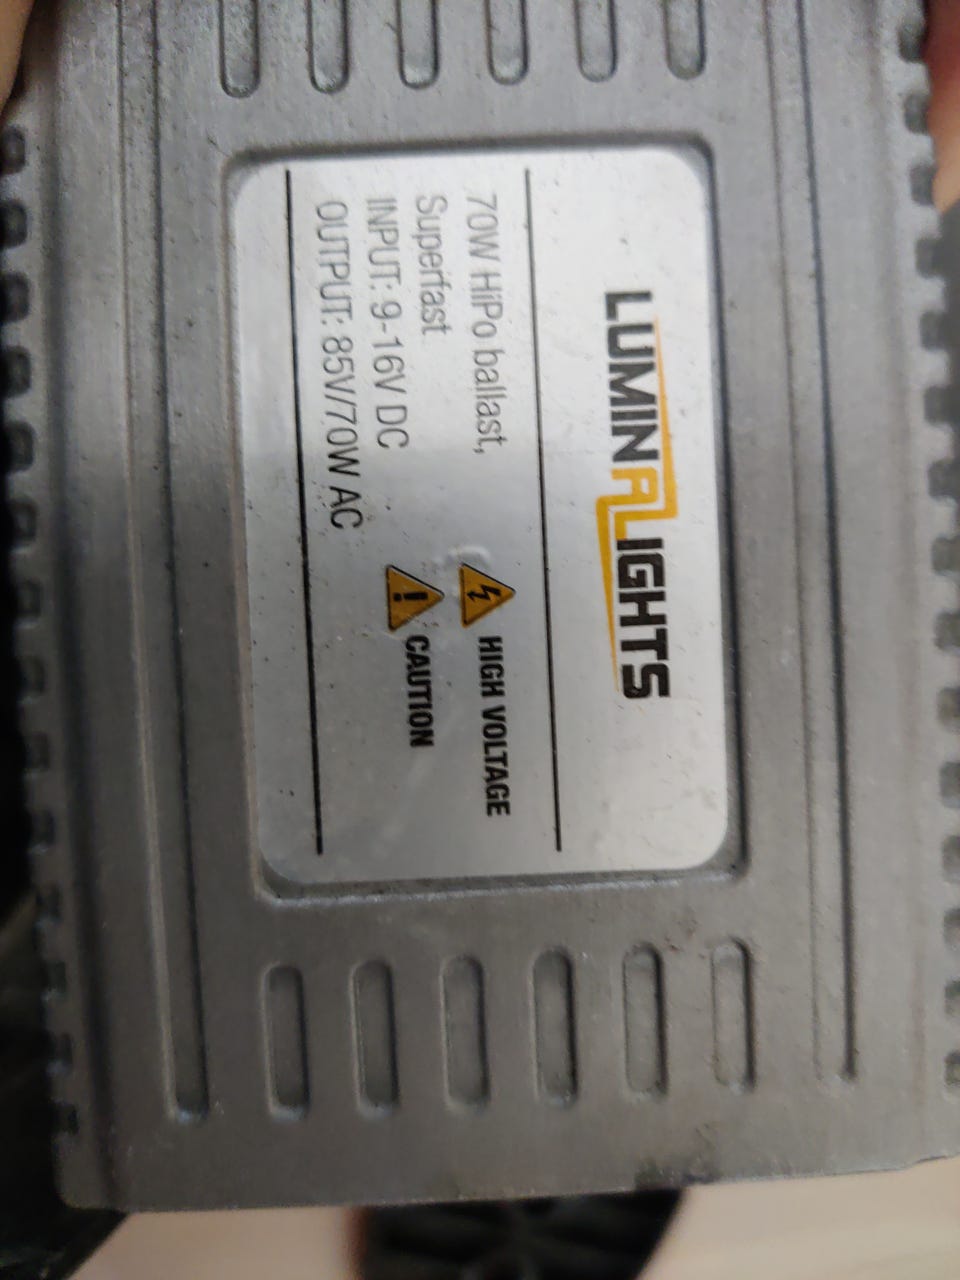 LUMINALIGHTS
70W HiPo ballast,
Superfast
INPUT: 9-16V DC
OUTPUT: 85V/70W AC
HIGH VOLTAGE
CAUTION